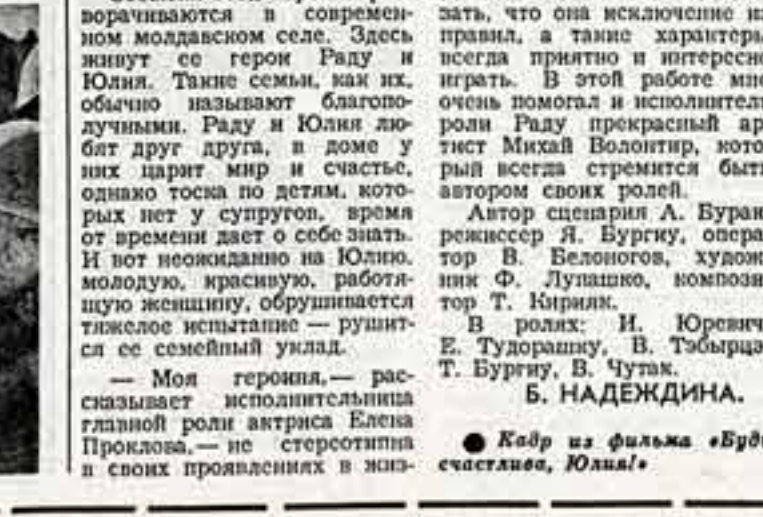 ворачиваются в современ-
ном молдавском селе. Здесь
живут ее герои Раду и
Юлия. Такие семьи, как их,
обычно называют благопо-
лучными. Раду и Юлия лю-
бят друг друга, в доме у
них царит мир и счастье,
однако тоска по детям, кото-
рых нет у супругов, время
от времени дает о себе знать.
И вот неожиданно на Юлию,
молодую, красивую, работя-
щую женщину, обрушивается
тяжелое испытание — рушит-
ся ее семейный уклад.
— Моя героиня,— рас-
сказывает исполнительница
главной роли актриса Елена
Проклова,— не стереотипна
в своих проявлениях в жиз-
зать, что она исключение из
правил, а такие характеры
всегда приятно и интересно
играть. В этой работе мне
очень помогал и исполнитель
роли Раду прекрасный ар-
тист Михай Волонтир, кото-
рый всегда стремится быть
автором своих ролей.
Автор сценария А. Буран
режиссер Я. Бургиу, опера-
тор В. Белоногов, худож-
ник Ф. Лупашко, компози-
тор Т. Кирияк.
В ролях: И. Юревич
Е. Тудорашку, В. Тэбырцэ
Т. Бургиу, В. Чутак.
Б. НАДЕЖДИНА.
● Кадр из фильма «Будь
счастлива, Юлия!»